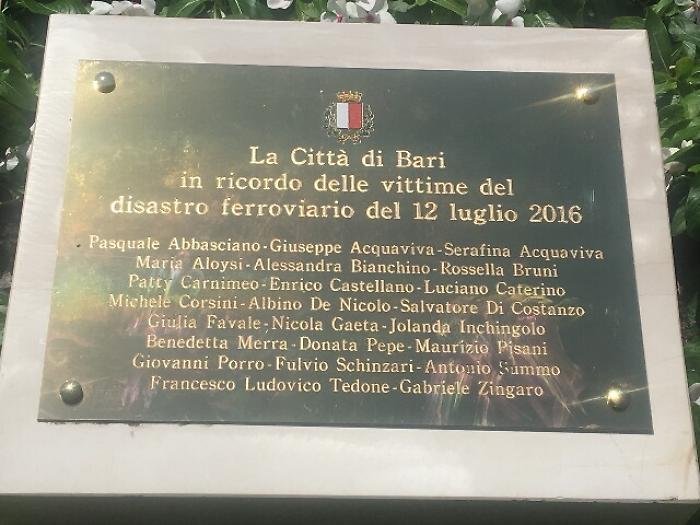 La Città di Bari
in ricordo delle vittime del
disastro ferroviario del 12 luglio 2016
Pasquale Abbasciano-Giuseppe Acquaviva-Serafina Acquaviva
Maria Aloysi-Alessandra Bianchino-Rossella Bruni
Patty Carnimeo-Enrico Castellano-Luciano Caterino
Michele Corsini-Albino De Nicolo-Salvatore Di Costanzo
Giulia Favale-Nicola Gaeta-Jolanda Inchingolo
Benedetta Merra-Donata Pepe-Maurizio Pisani
Giovanni Porro-Fulvio Schinzari-Antonio Summo
Francesco Ludovico Tedone-Gabriele Zingaro